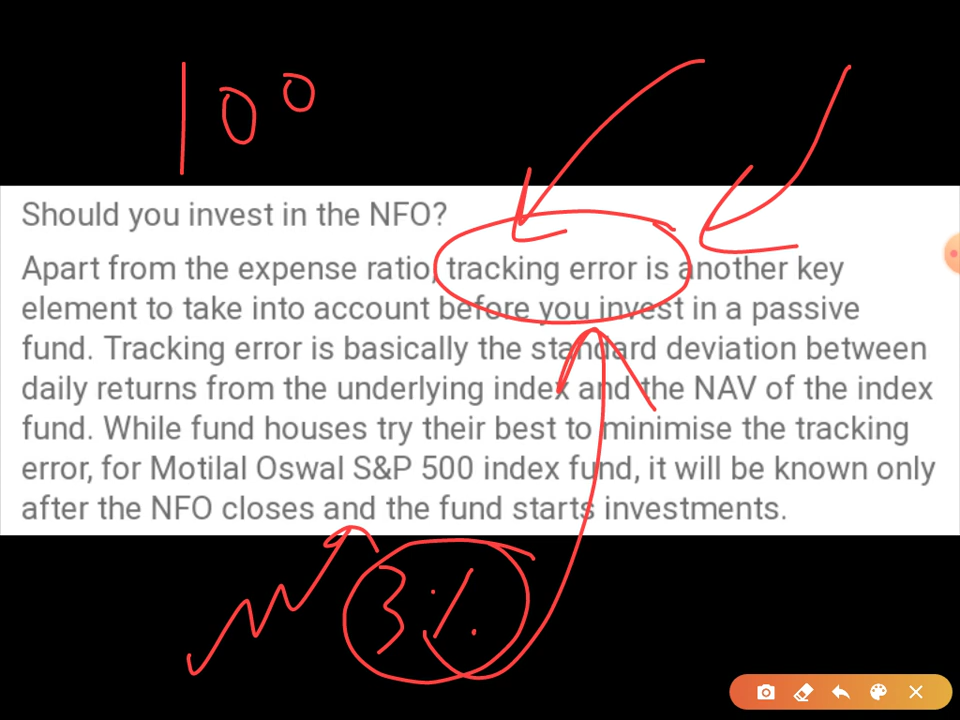 100
Should you invest in the NFO?
Apart from the expense ratio, tracking error is another key
element to take into account before you invest in a passive
fund. Tracking error is basically the standard deviation between
daily returns from the underlying index and the NAV of the index
fund. While fund houses try their best to minimise the tracking
error, for Motilal Oswal S&P 500 index fund, it will be known only
after the NFO closes and the fund starts investments.
3%